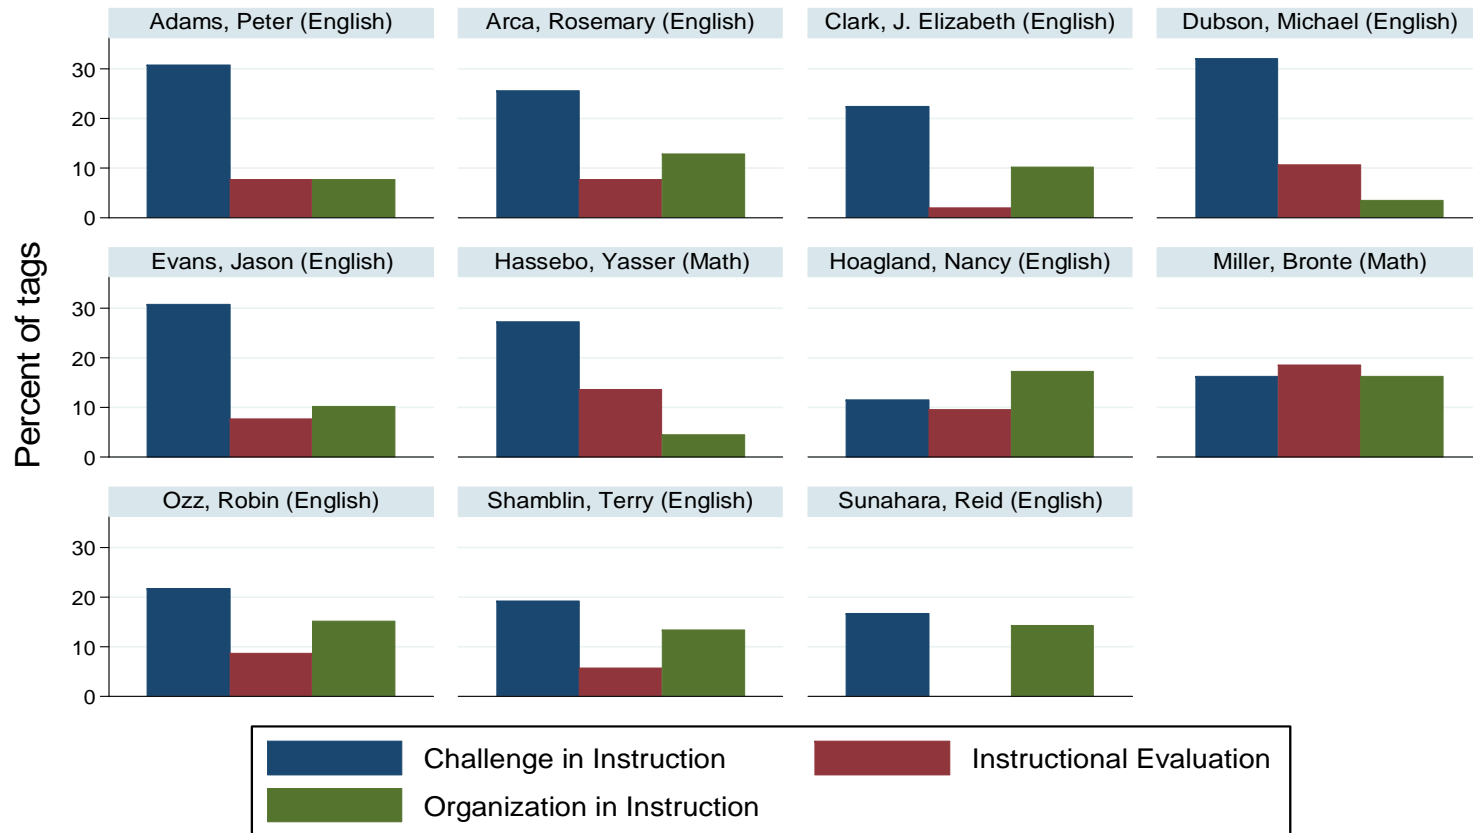 Adams, Peter (English)
Arca, Rosemary (English)
Clark, J. Elizabeth (English)
Dubson, Michael (English)
30
20
10
0
Evans, Jason (English)
Hassebo, Yasser (Math)
Hoagland, Nancy (English)
Miller, Bronte (Math)
30
20
10
0
Ozz, Robin (English)
Shamblin, Terry (English)
Sunahara, Reid (English)
30
20
10
0
Percent of tags
Challenge in Instruction
Instructional Evaluation
Organization in Instruction